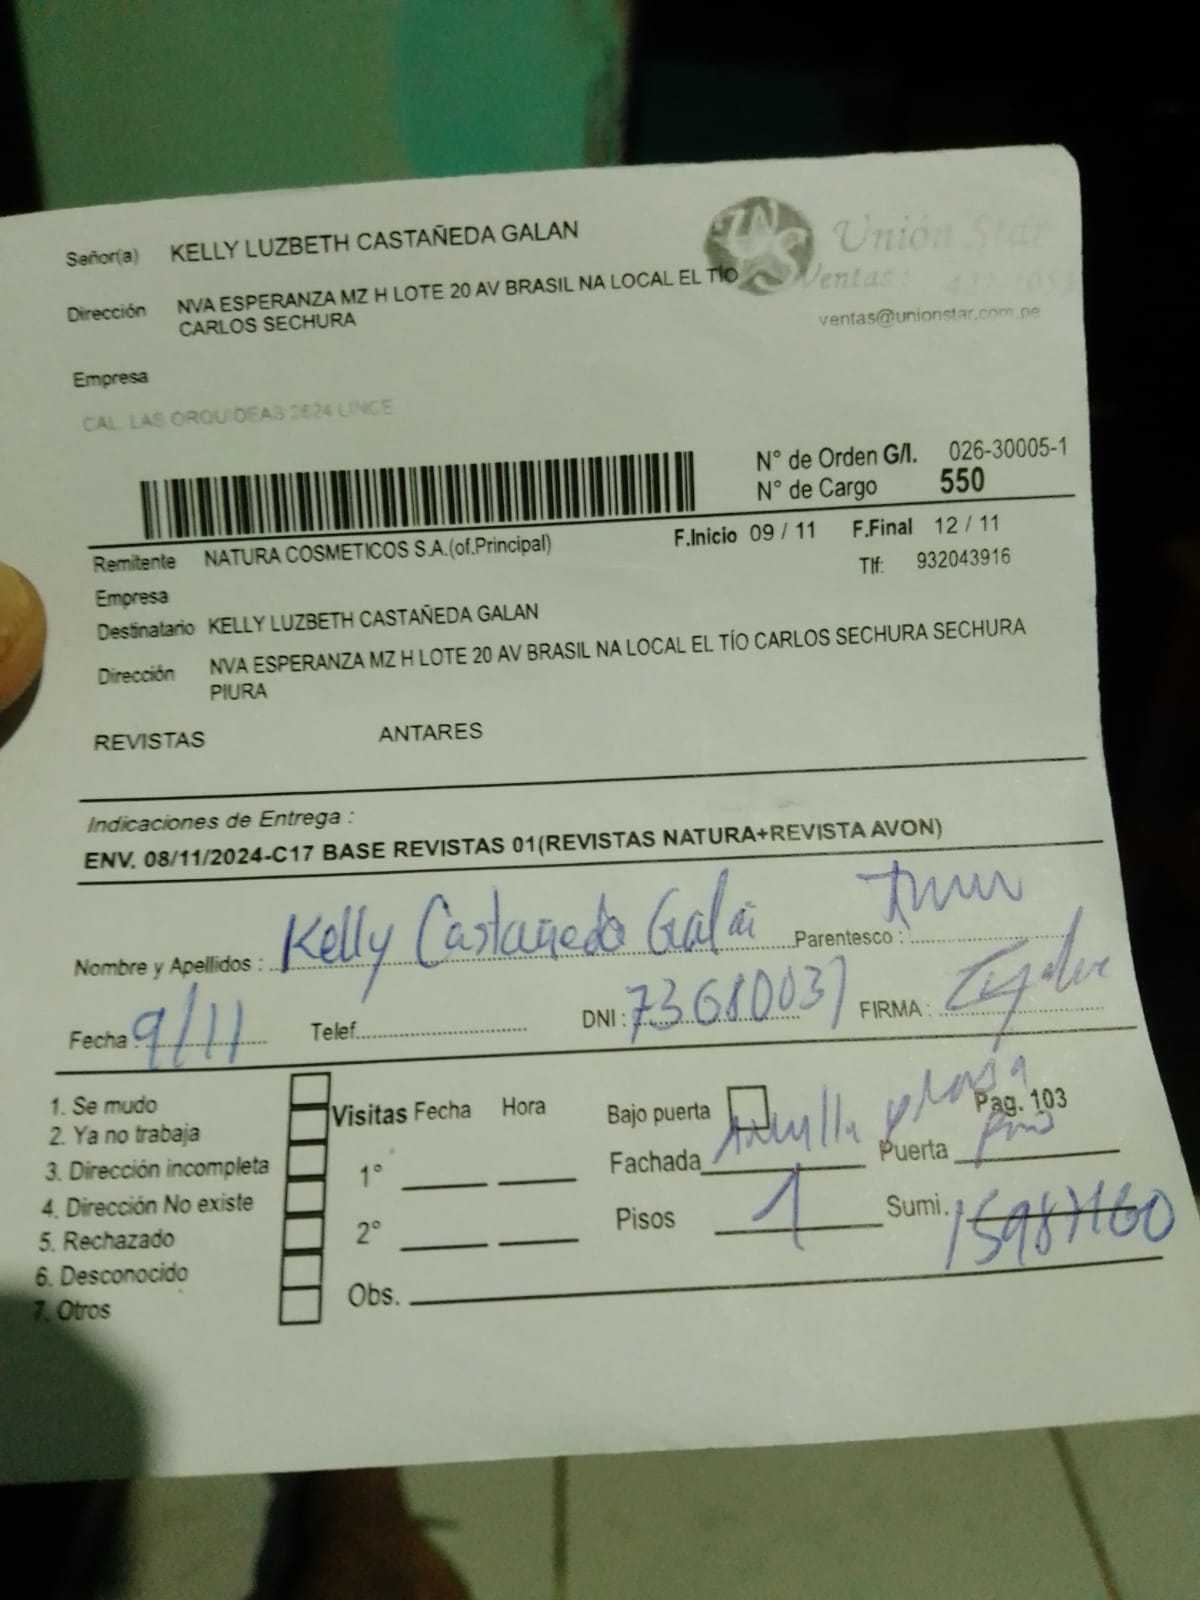 Señor(a) KELLY LUZBETH CASTAÑEDA GALAN
Unión Star
Ventas:
ventas@unionstar.com.pe
Dirección NVA ESPERANZA MZ H LOTE 20 AV BRASIL NA LOCAL EL TÍO
CARLOS SECHURA
Empresa
CAL. LAS ORQUIDEAS 2624 LINCE
N° de Orden G/I. 026-30005-1
N° de Cargo 550
Remitente NATURA COSMETICOS S.A.(of.Principal) F.Inicio 09 / 11 F.Final 12 / 11
Empresa Tlf: 932043916
Destinatario KELLY LUZBETH CASTAÑEDA GALAN
Dirección NVA ESPERANZA MZ H LOTE 20 AV BRASIL NA LOCAL EL TÍO CARLOS SECHURA SECHURA
PIURA
REVISTAS ANTARES
Indicaciones de Entrega :
ENV. 08/11/2024-C17 BASE REVISTAS 01(REVISTAS NATURA+REVISTA AVON)
Nombre y Apellidos : Kelly Castañeda Galan Parentesco :
Fecha : 9/11 Telef. DNI : 73680037 FIRMA :
1. Se mudo
2. Ya no trabaja
3. Dirección incompleta
4. Dirección No existe
5. Rechazado
6. Desconocido
7. Otros
Visitas Fecha Hora
1°
2°
Obs.
Bajo puerta Pag. 103
Fachada Puerta
Pisos 1 Sumi.